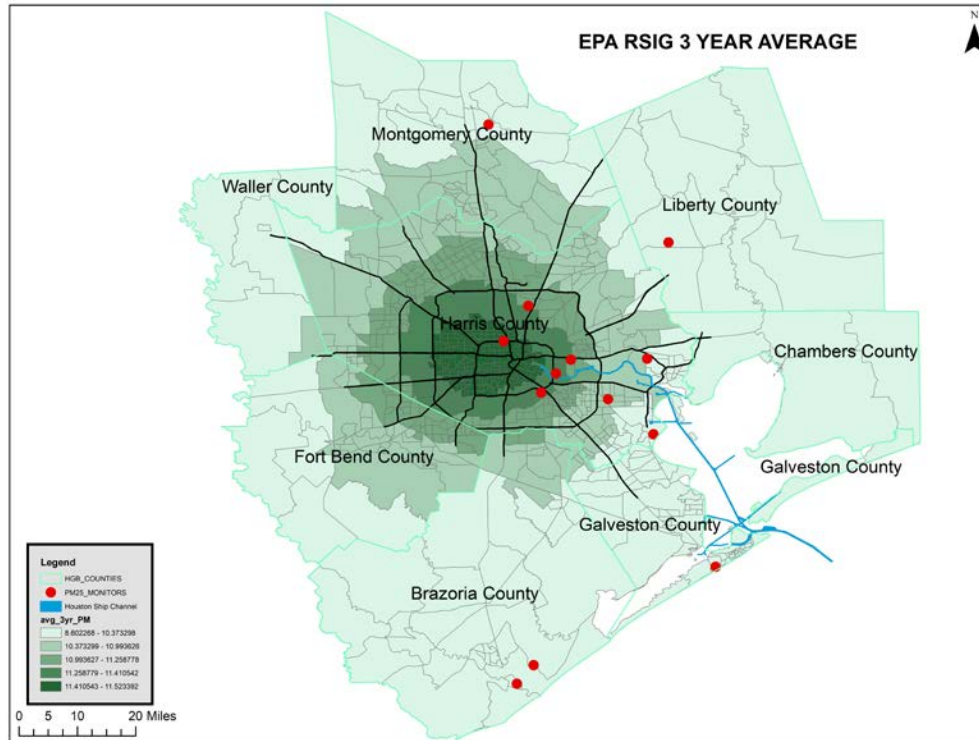 N
EPA RSIG 3 YEAR AVERAGE
Montgomery County
Waller County
Liberty County
Harris County
Chambers County
Fort Bend County
Galveston County
Galveston County
Brazoria County
Legend
HGB_COUNTIES
PM25_MONITORS
Houston Ship Channel
avg_3yr_PM
8.602268 - 10.373298
10.373299 - 10.993626
10.993627 - 11.258778
11.258779 - 11.410542
11.410543 - 11.523392
0 5 10 20 Miles